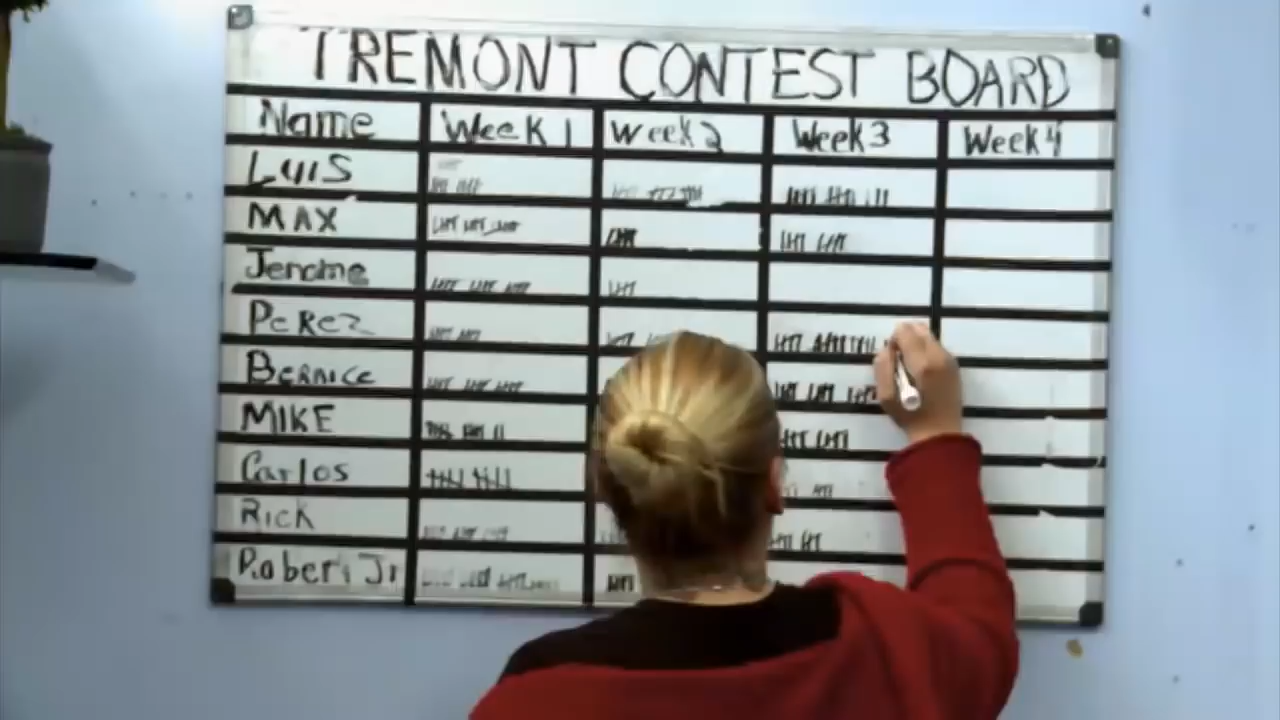 TREMONT CONTEST BOARD
Name Week 1 Week 2 Week 3 Week 4
LuiS
MAX
Jerome
PeRez
BeRNice
MIKE
Carlos
RicK
Robert Jr